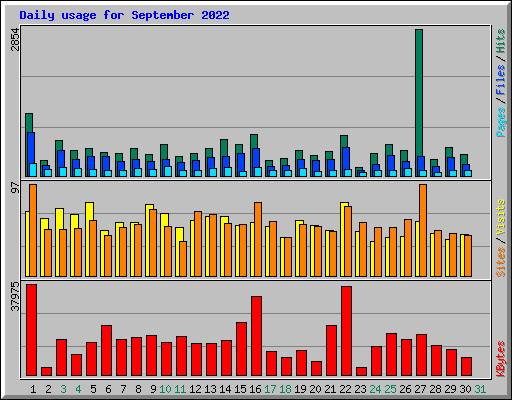 Daily usage for September 2022
2854
Pages / Files / Hits
97
Sites / Visits
37975
KBytes
1 2 3 4 5 6 7 8 9 10 11 12 13 14 15 16 17 18 19 20 21 22 23 24 25 26 27 28 29 30 31